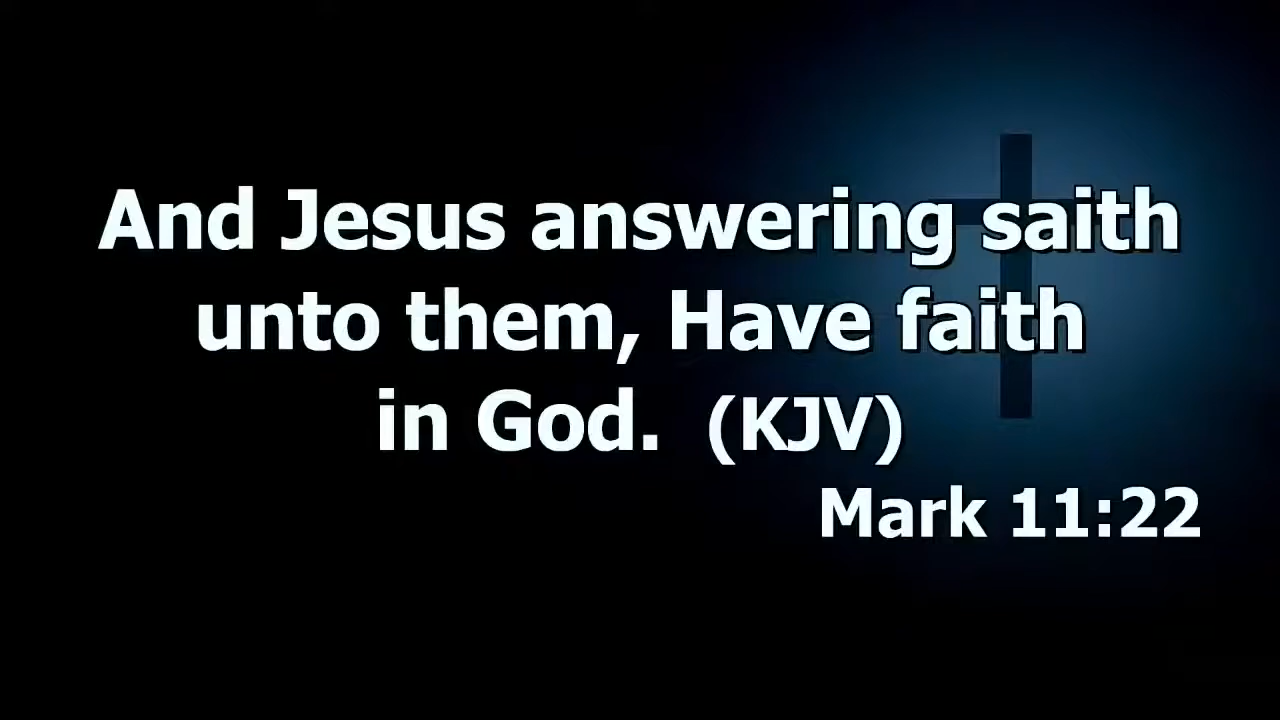 And Jesus answering saith
unto them, Have faith
in God. (KJV)
Mark 11:22